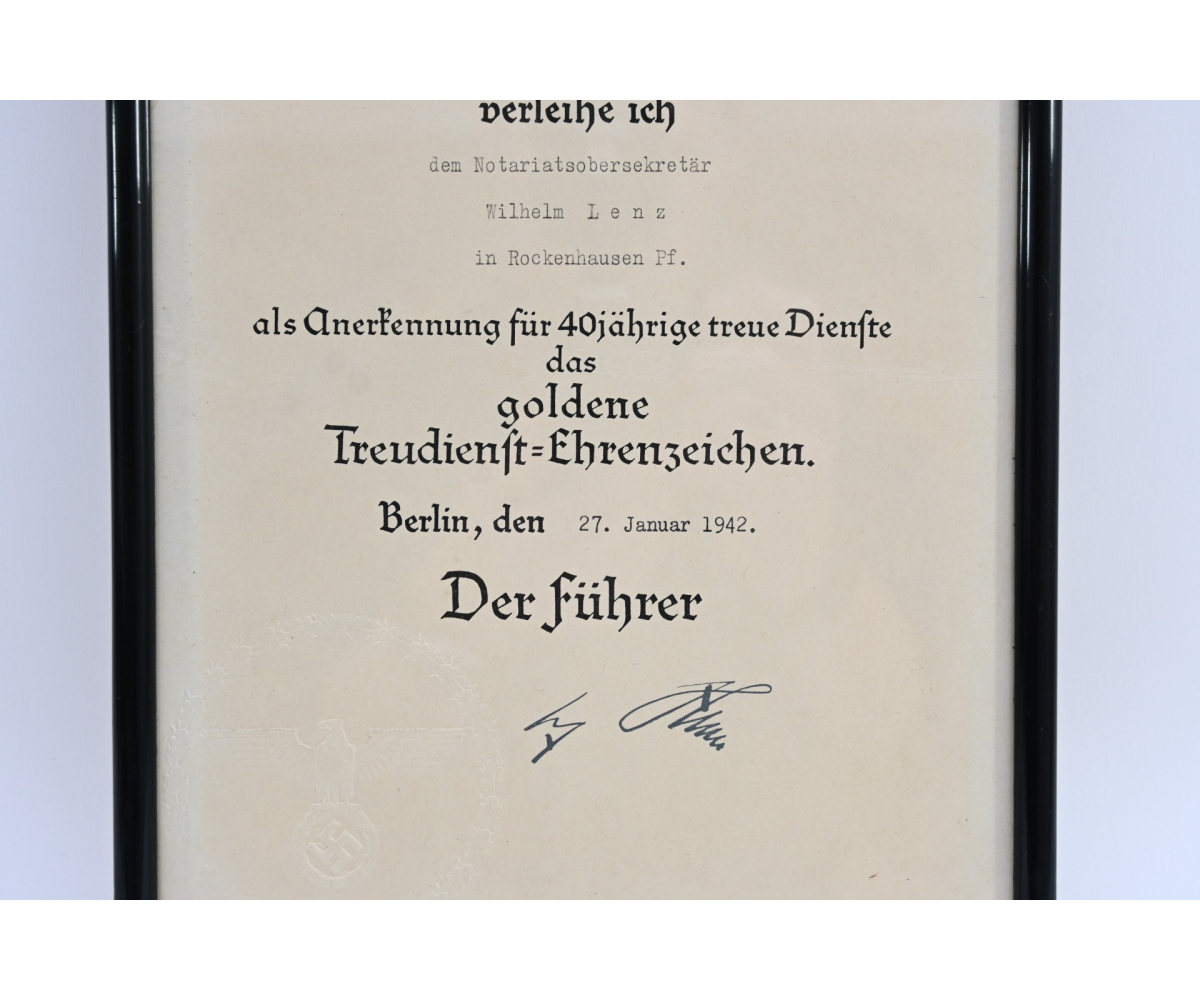 verleihe ich
dem Notariatsobersekretär
Wilhelm L e n z
in Rockenhausen Pf.
als Anerkennung für 40jährige treue Dienſte
das
goldene
Treudienſt=Ehrenzeichen.
Berlin, den 27. Januar 1942.
Der Führer